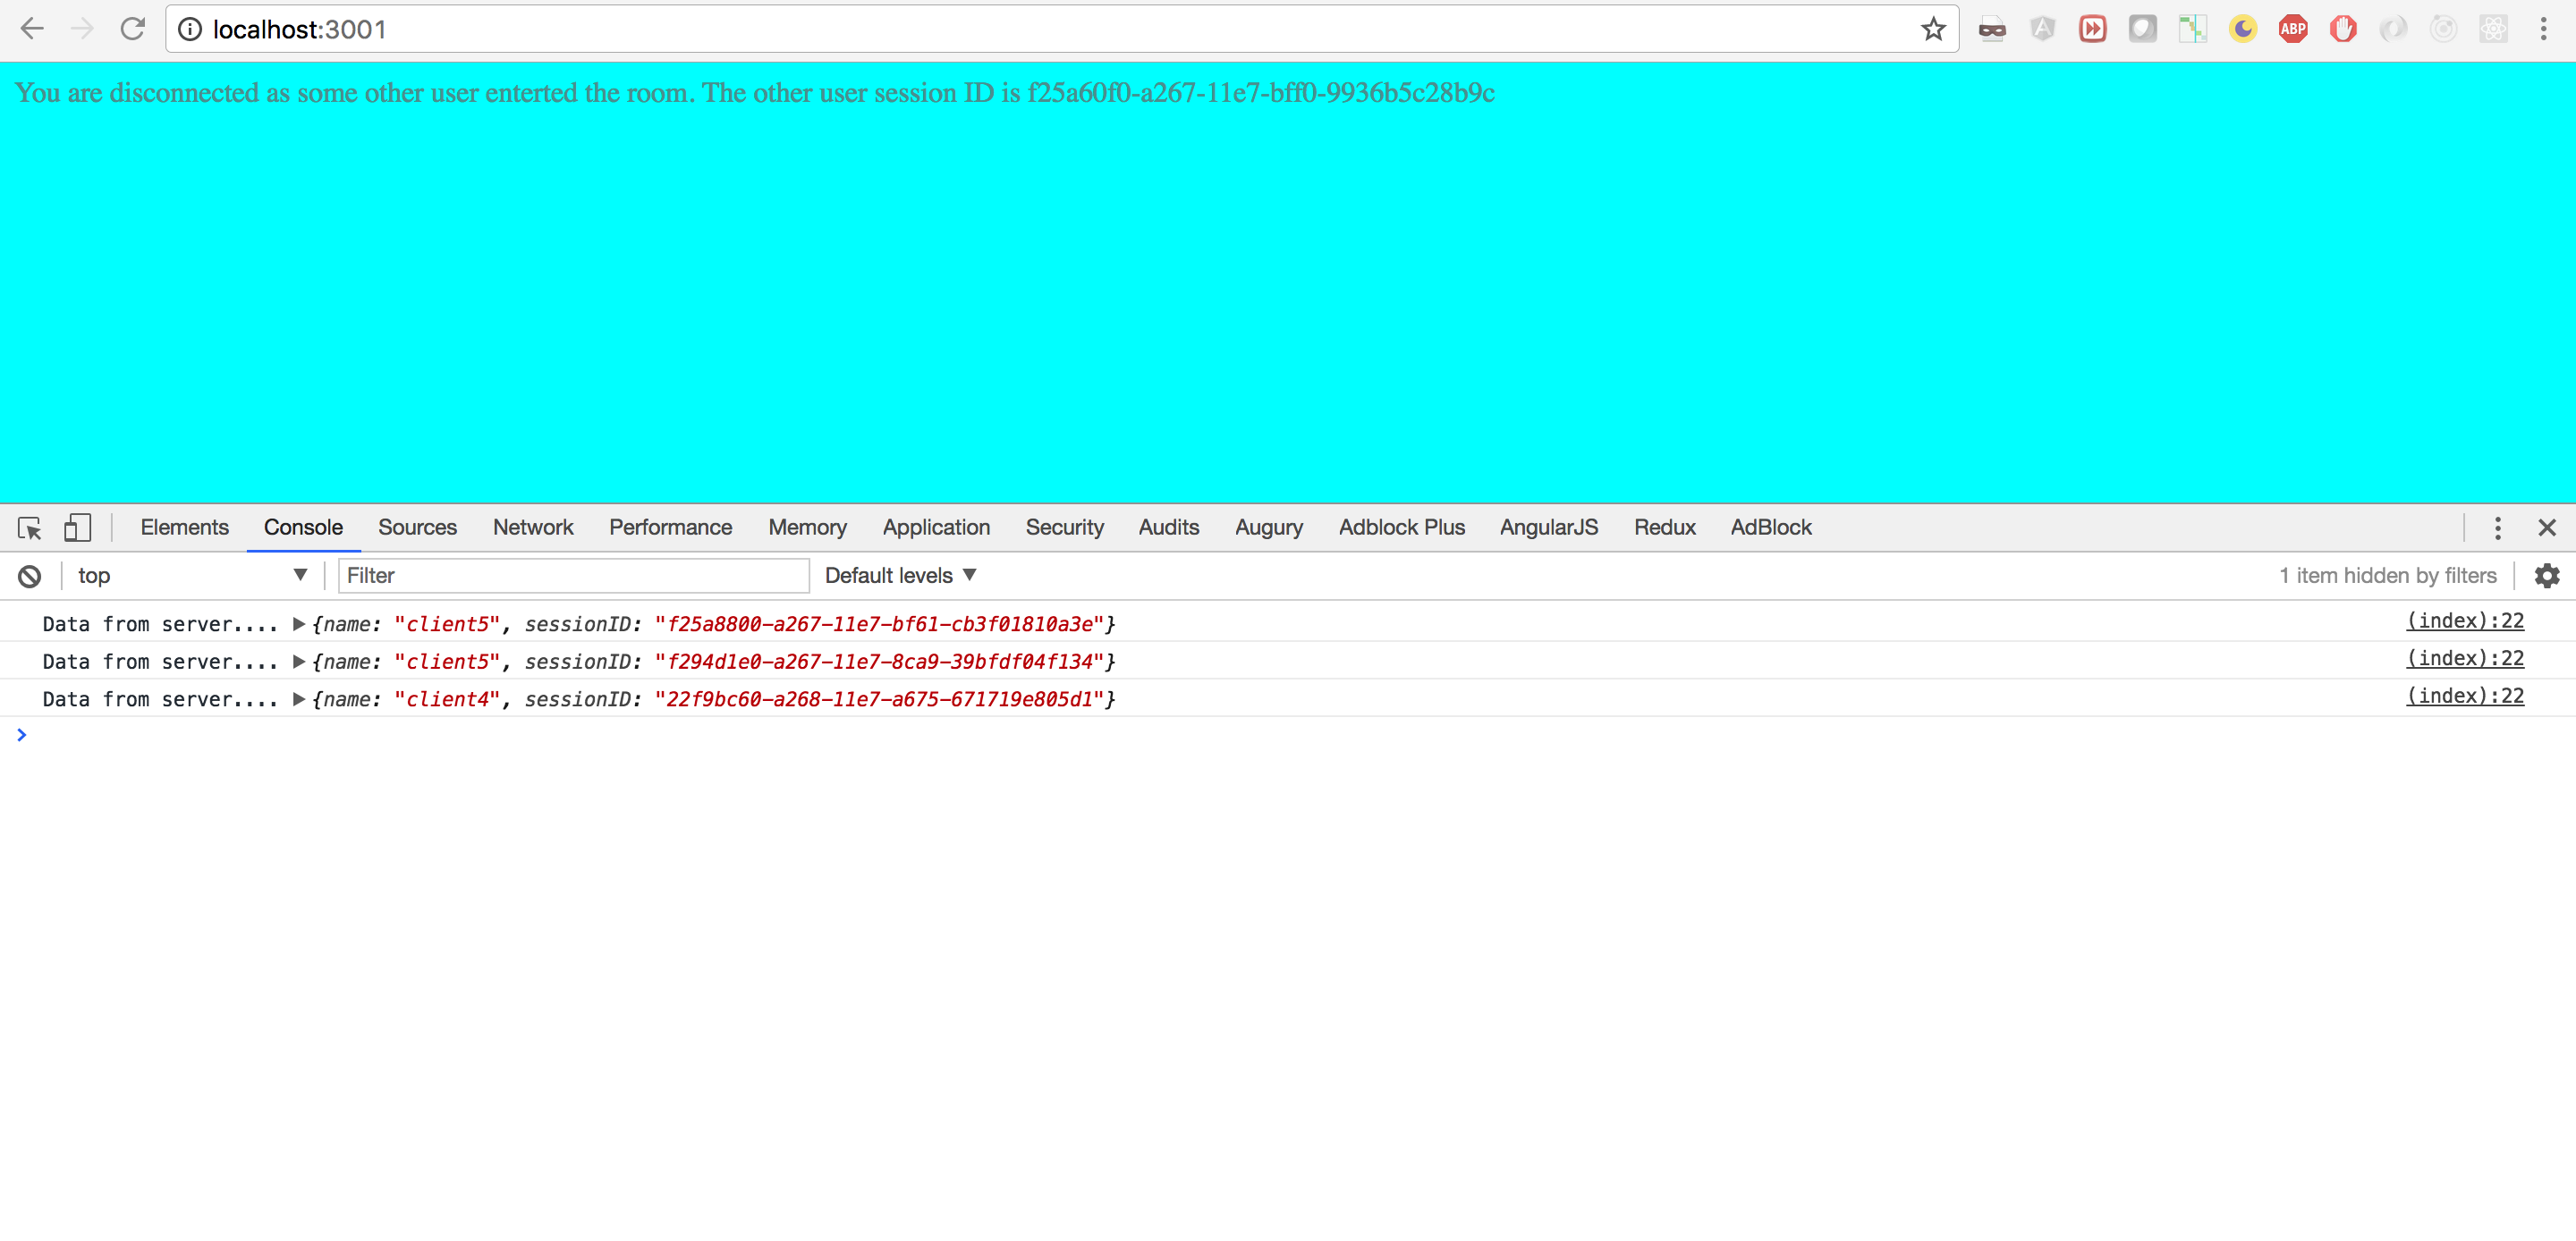 localhost:3001
ABP
You are disconnected as some other user enterted the room. The other user session ID is f25a60f0-a267-11e7-bff0-9936b5c28b9c
Elements Console Sources Network Performance Memory Application Security Audits Augury Adblock Plus AngularJS Redux AdBlock
top Filter Default levels 1 item hidden by filters
Data from server.... {name: "client5", sessionID: "f25a8800-a267-11e7-bf61-cb3f01810a3e"} (index):22
Data from server.... {name: "client5", sessionID: "f294d1e0-a267-11e7-8ca9-39bfdf04f134"} (index):22
Data from server.... {name: "client4", sessionID: "22f9bc60-a268-11e7-a675-671719e805d1"} (index):22